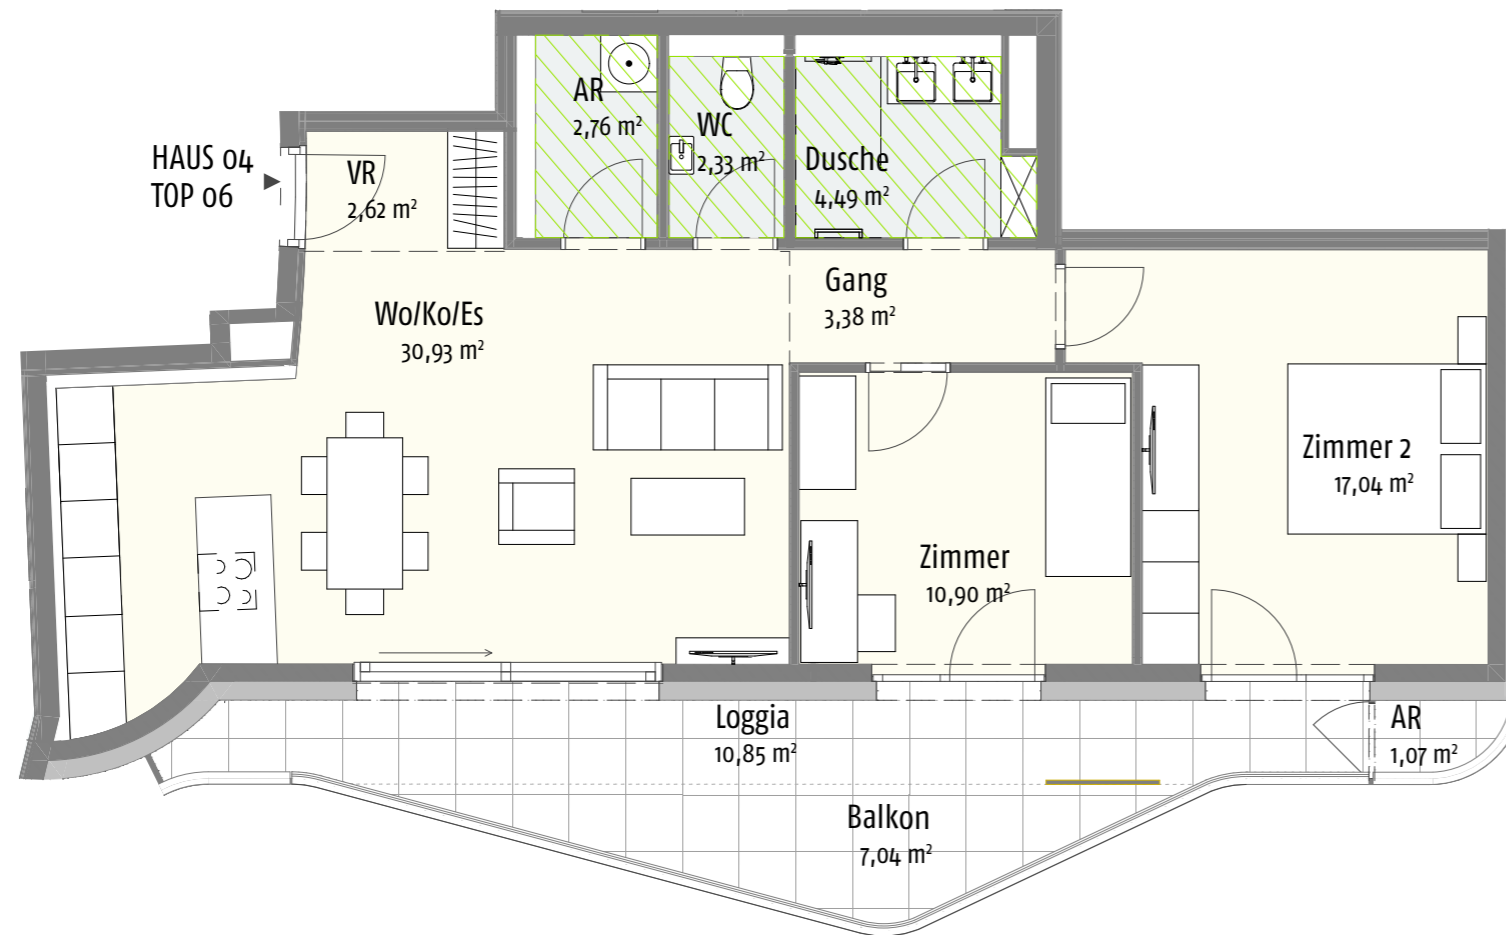 HAUS 04
TOP 06
VR
2,62 m²
AR
2,76 m²
WC
2,33 m²
Dusche
4,49 m²
Gang
3,38 m²
Wo/Ko/Es
30,93 m²
Zimmer 2
17,04 m²
Zimmer
10,90 m²
Loggia
10,85 m²
AR
1,07 m²
Balkon
7,04 m²